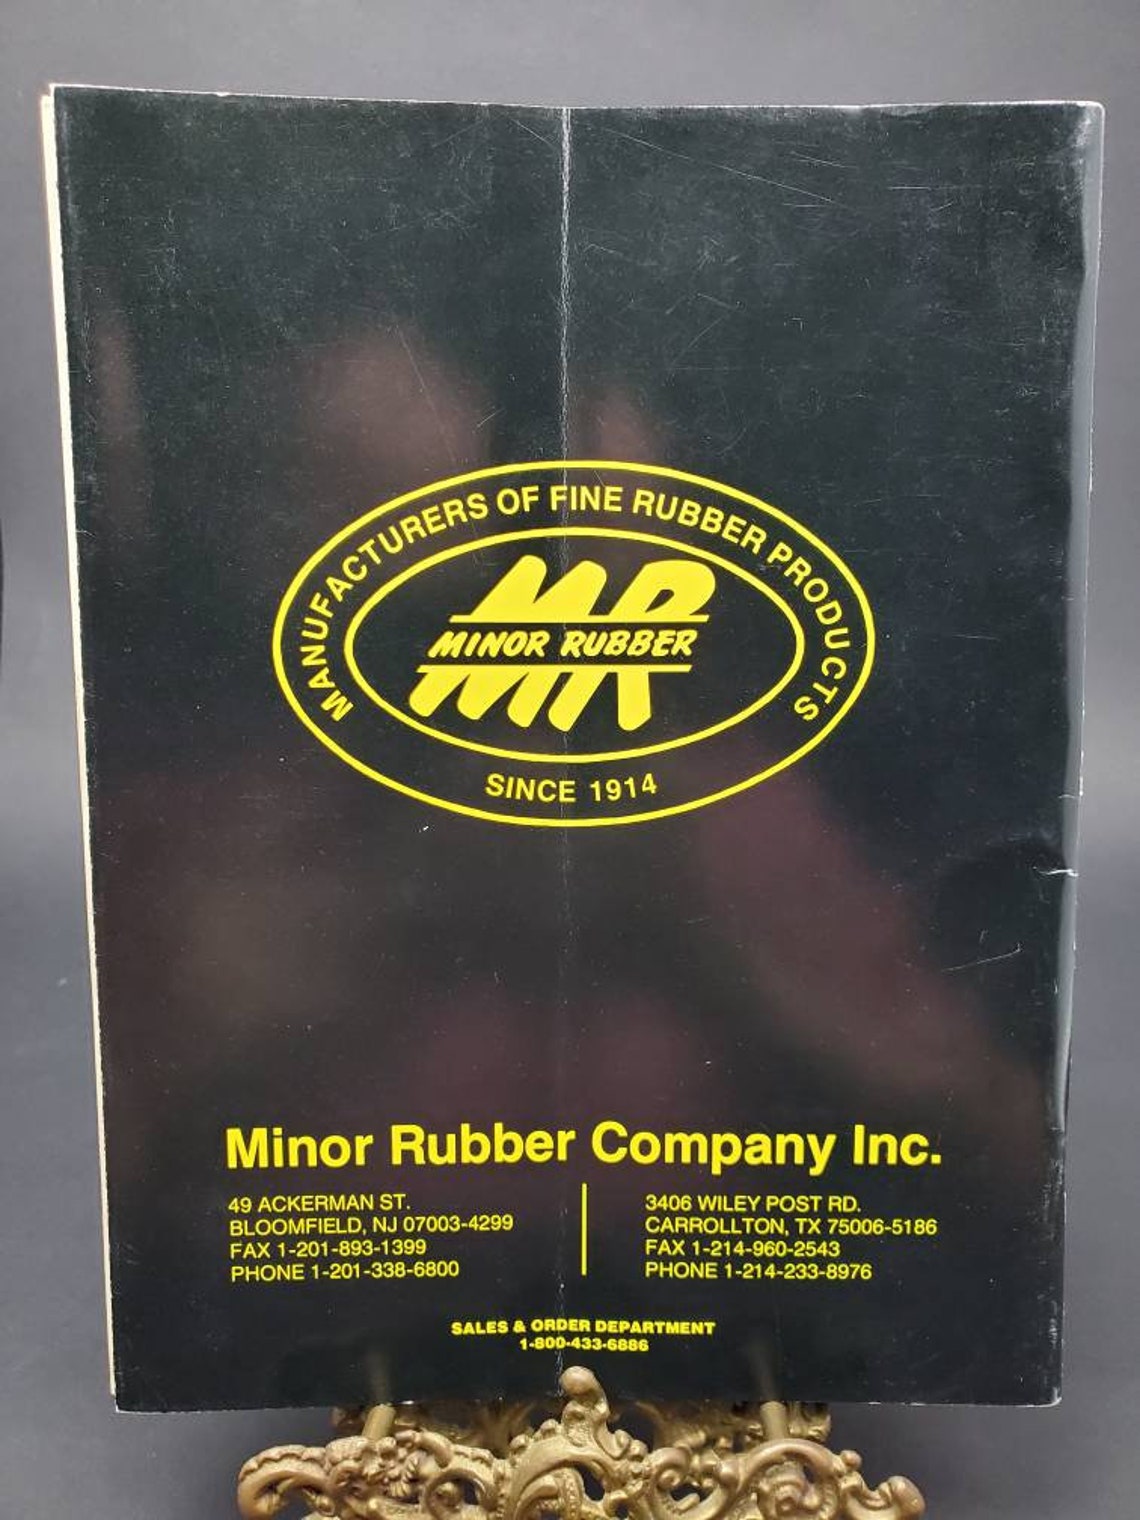 MANUFACTURERS OF FINE RUBBER PRODUCTS
MR
MINOR RUBBER
SINCE 1914
Minor Rubber Company Inc.
49 ACKERMAN ST.
BLOOMFIELD, NJ 07003-4299
FAX 1-201-893-1399
PHONE 1-201-338-6800
3406 WILEY POST RD.
CARROLLTON, TX 75006-5186
FAX 1-214-960-2543
PHONE 1-214-233-8976
SALES & ORDER DEPARTMENT
1-800-433-6886